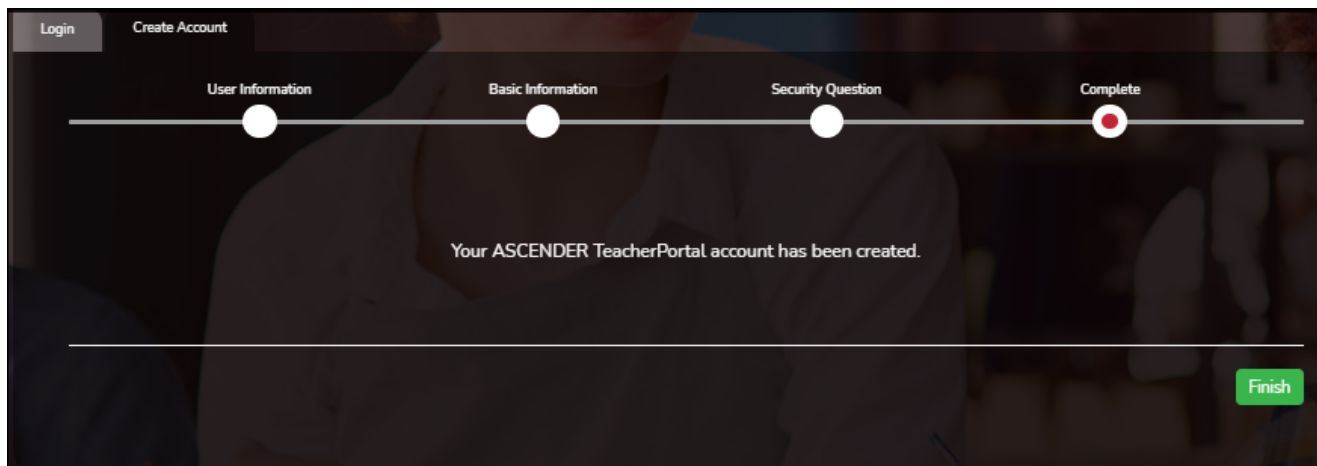 Login Create Account
User Information Basic Information Security Question Complete
Your ASCENDER TeacherPortal account has been created.
Finish